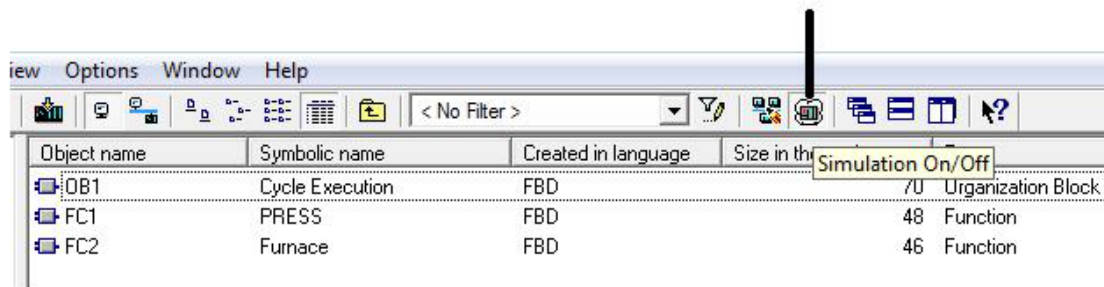 iew Options Window Help
< No Filter >
Object name Symbolic name Created in language Size in the
Simulation On/Off
OB1 Cycle Execution FBD 70 Organization Block
FC1 PRESS FBD 48 Function
FC2 Furnace FBD 46 Function